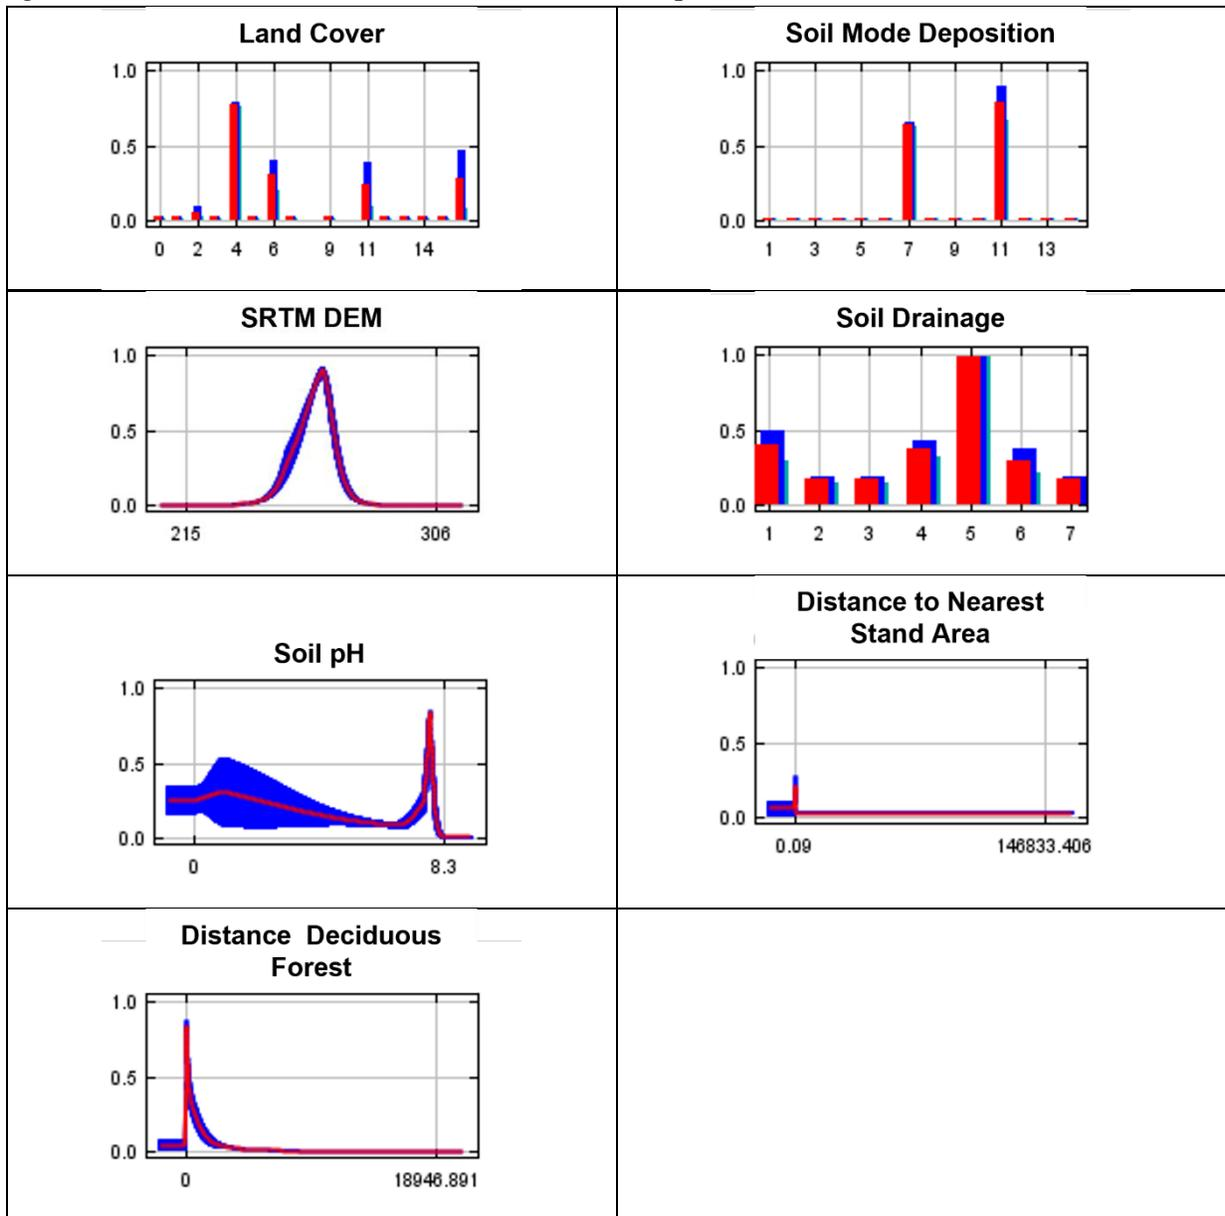 Land Cover
1.0
0.5
0.0
0 2 4 6 9 11 14
Soil Mode Deposition
1.0
0.5
0.0
1 3 5 7 9 11 13
SRTM DEM
1.0
0.5
0.0
215 306
Soil Drainage
1.0
0.5
0.0
1 2 3 4 5 6 7
Soil pH
1.0
0.5
0.0
0 8.3
Distance to Nearest
Stand Area
1.0
0.5
0.0
0.09 146833.406
Distance Deciduous
Forest
1.0
0.5
0.0
0 18946.891